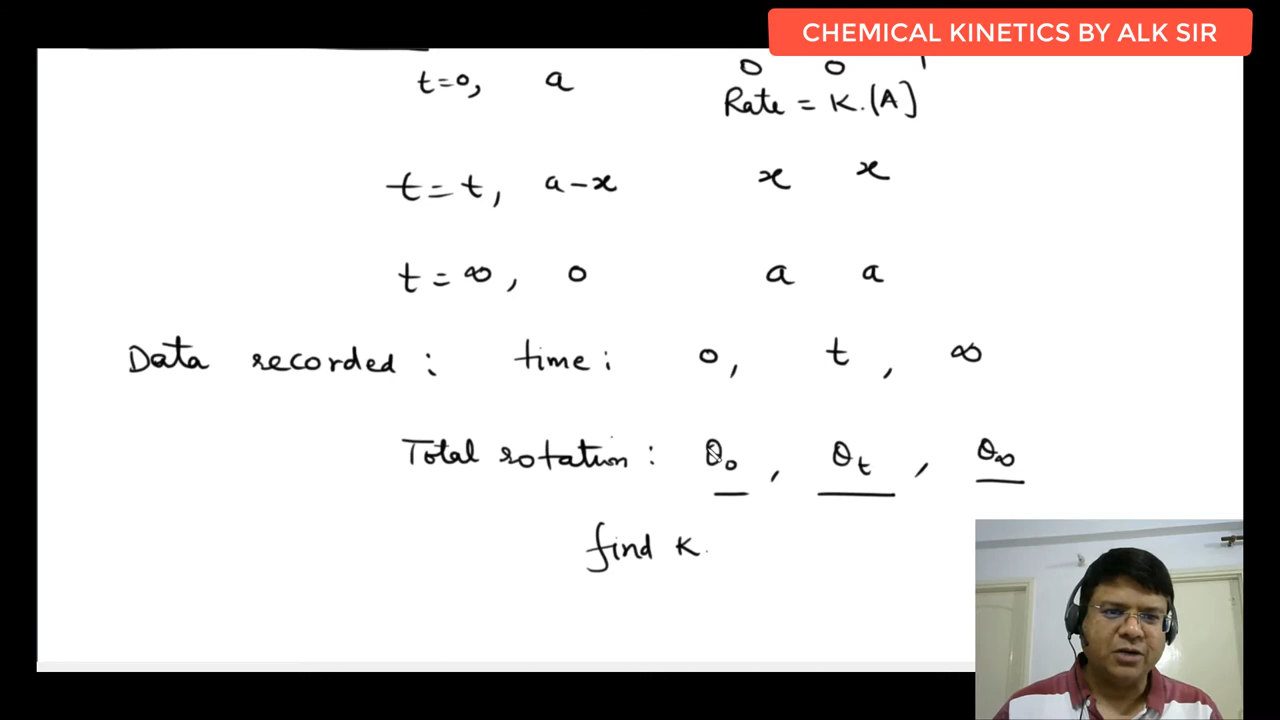 CHEMICAL KINETICS BY ALK SIR
t=0, a 0 0
Rate = K.(A]
t=t, a-x x x
t=∞, 0 a a
Data recorded: time: 0, t, ∞
Total rotation: θ₀, θt, θ∞
find K.